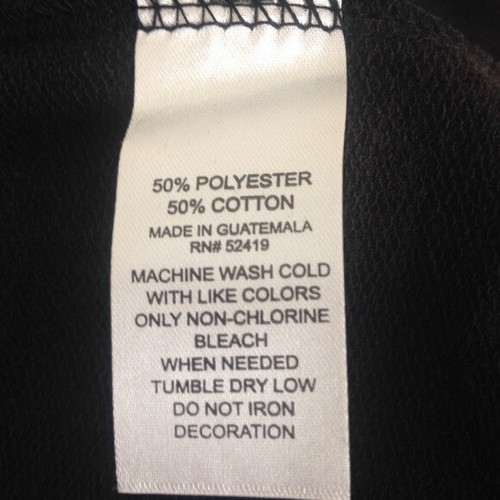 50% POLYESTER
50% COTTON
MADE IN GUATEMALA
RN# 52419
MACHINE WASH COLD
WITH LIKE COLORS
ONLY NON-CHLORINE
BLEACH
WHEN NEEDED
TUMBLE DRY LOW
DO NOT IRON
DECORATION